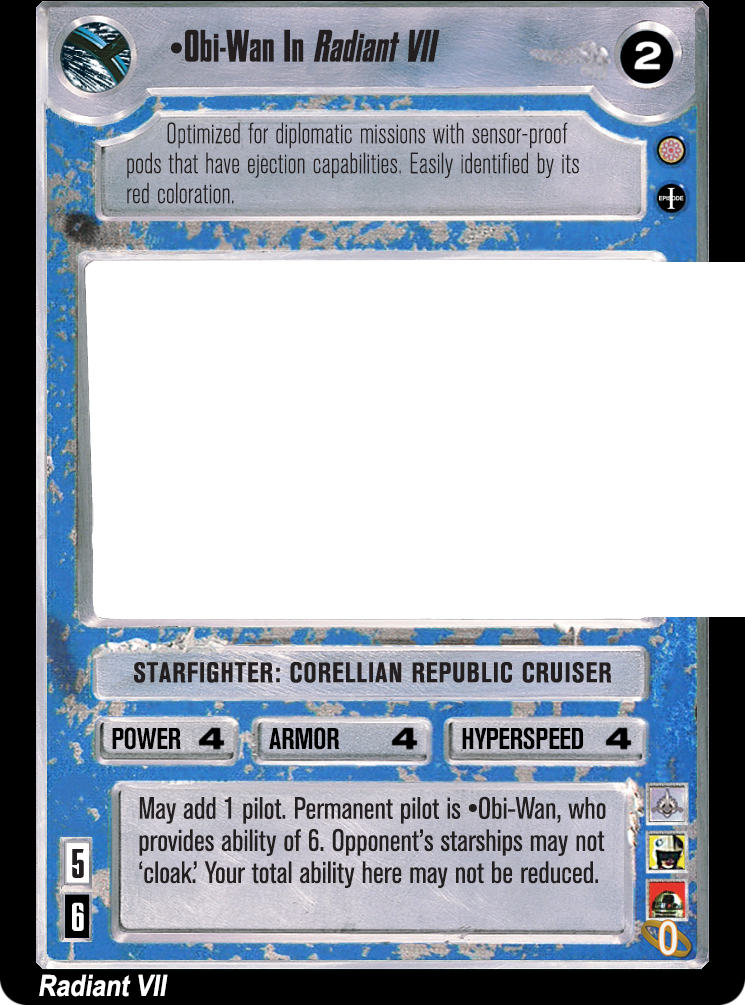 •Obi-Wan In Radiant VII
2
Optimized for diplomatic missions with sensor-proof
pods that have ejection capabilities. Easily identified by its
red coloration.
EPISODE
I
STARFIGHTER: CORELLIAN REPUBLIC CRUISER
POWER 4 ARMOR 4 HYPERSPEED 4
May add 1 pilot. Permanent pilot is •Obi-Wan, who
provides ability of 6. Opponent's starships may not
‘cloak.’ Your total ability here may not be reduced.
5
6
0
Radiant VII